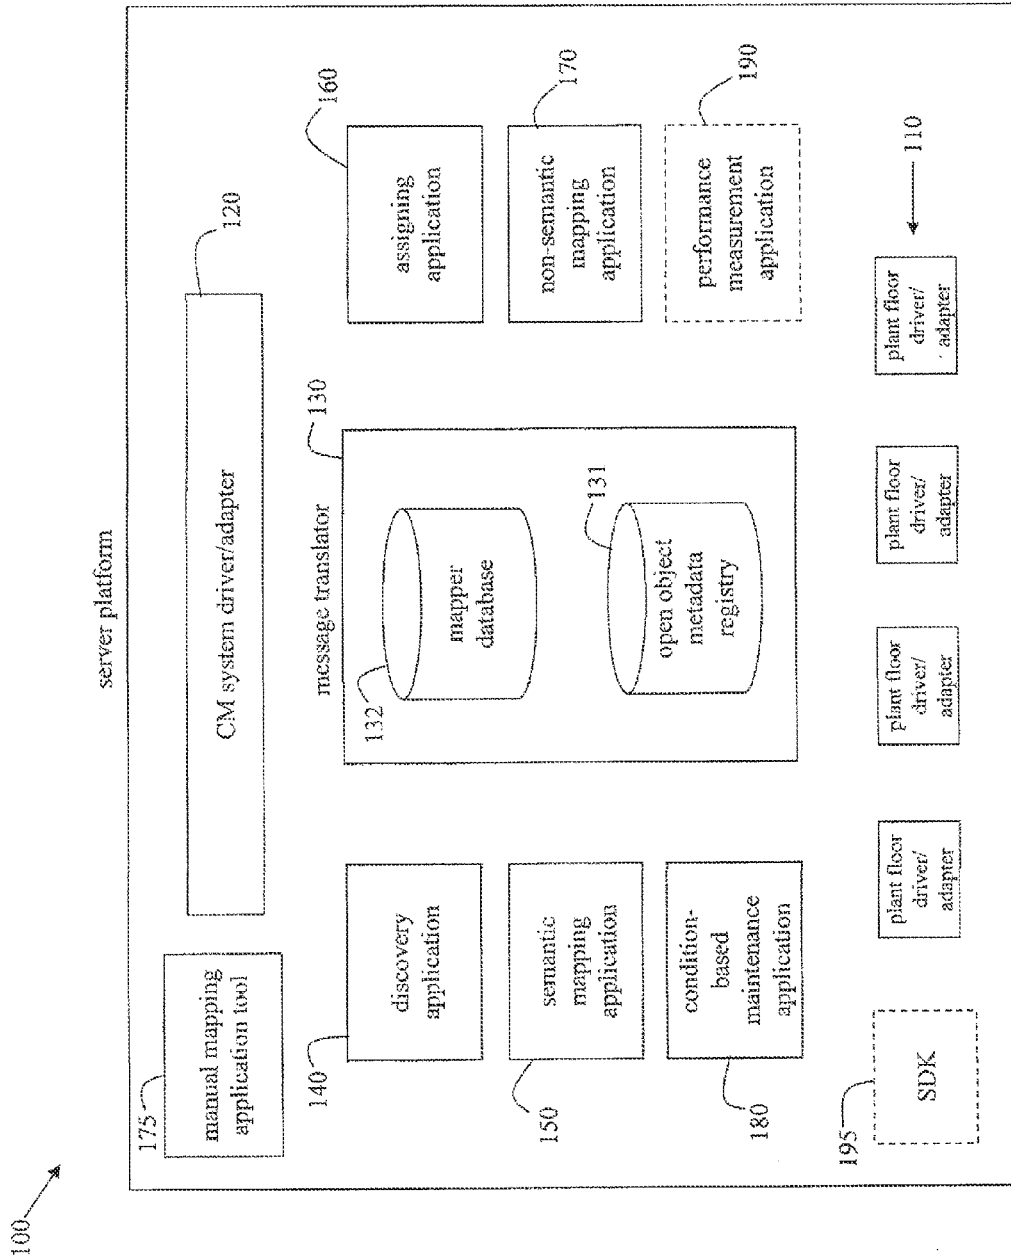 100
server platform
175
manual mapping
application tool
CM system driver/adapter
120
140
discovery
application
message translator
130
132
mapper
database
131
open object
metadata
registry
160
assigning
application
150
semantic
mapping
application
170
non-semantic
mapping
application
180
condition-
based
maintenance
application
190
performance
measurement
application
195
SDK
plant floor
driver/
adapter
plant floor
driver/
adapter
plant floor
driver/
adapter
plant floor
driver/
adapter
110